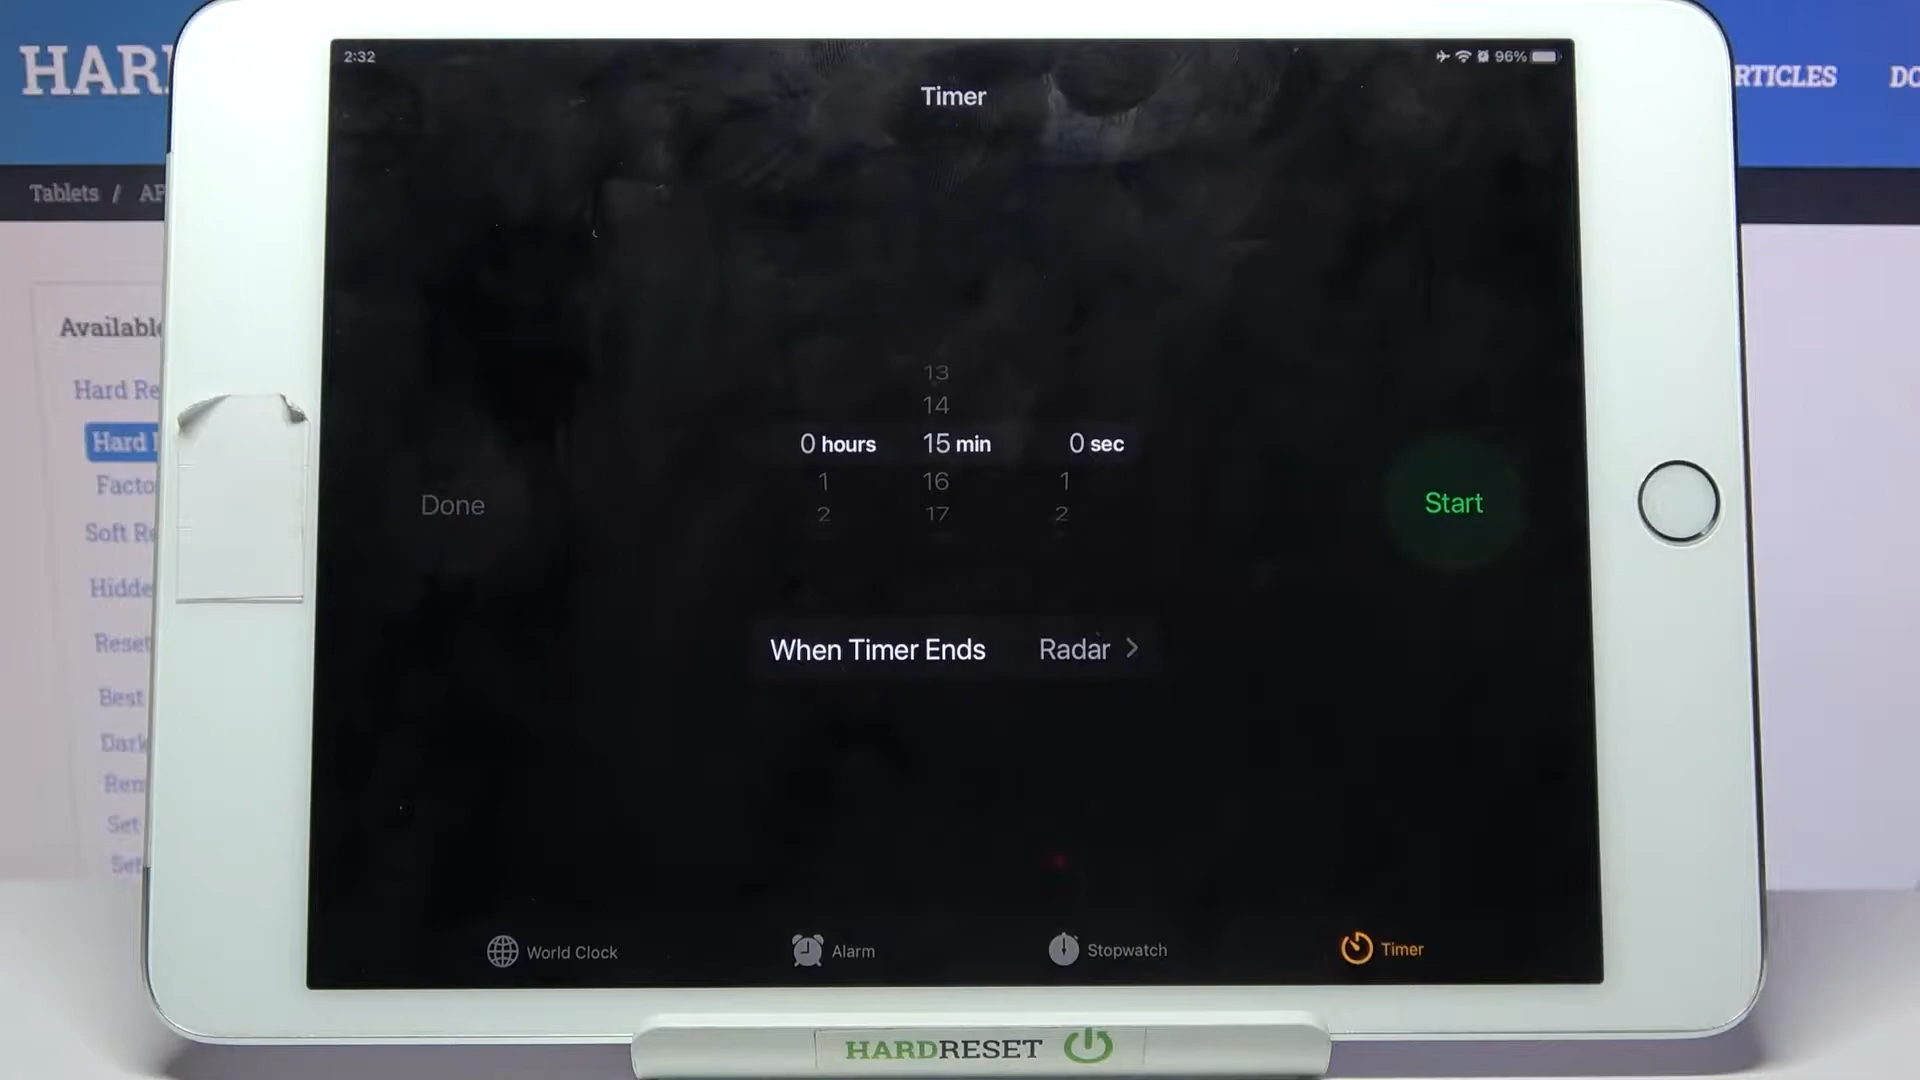 HAR
RTICLES DO
Tablets /
2:32
96%
Timer
Available
Hard Re
Hard
Facto
Soft Re
Hidde
Reset
Best
Dark
Rem
Set
Set
13
14
0 hours 15 min 0 sec
1 16 1
2 17 2
Done
Start
When Timer Ends Radar >
World Clock Alarm Stopwatch Timer
HARDRESET